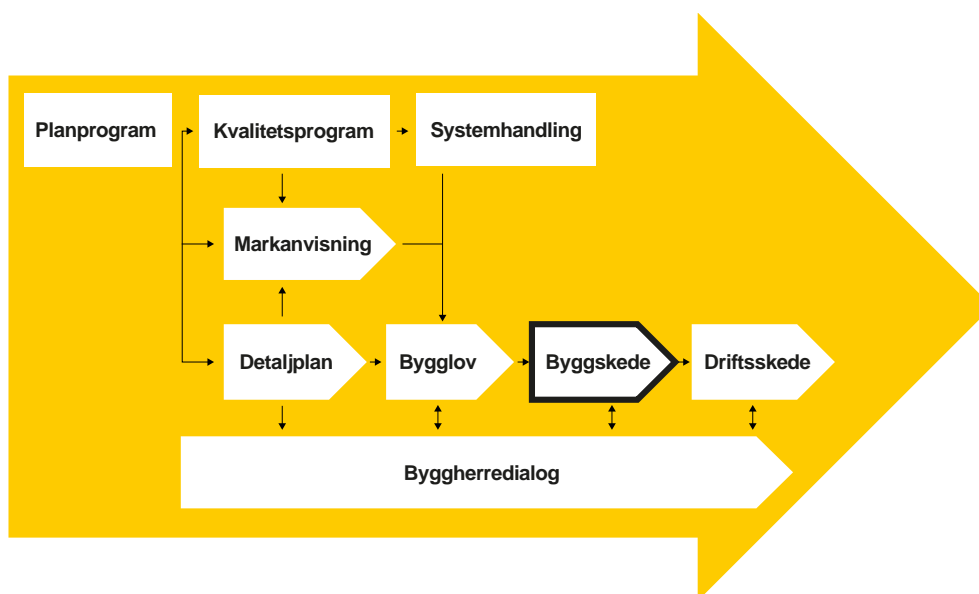 Planprogram
Kvalitetsprogram
Systemhandling
Markanvisning
Detaljplan
Bygglov
Byggskede
Driftsskede
Byggherredialog